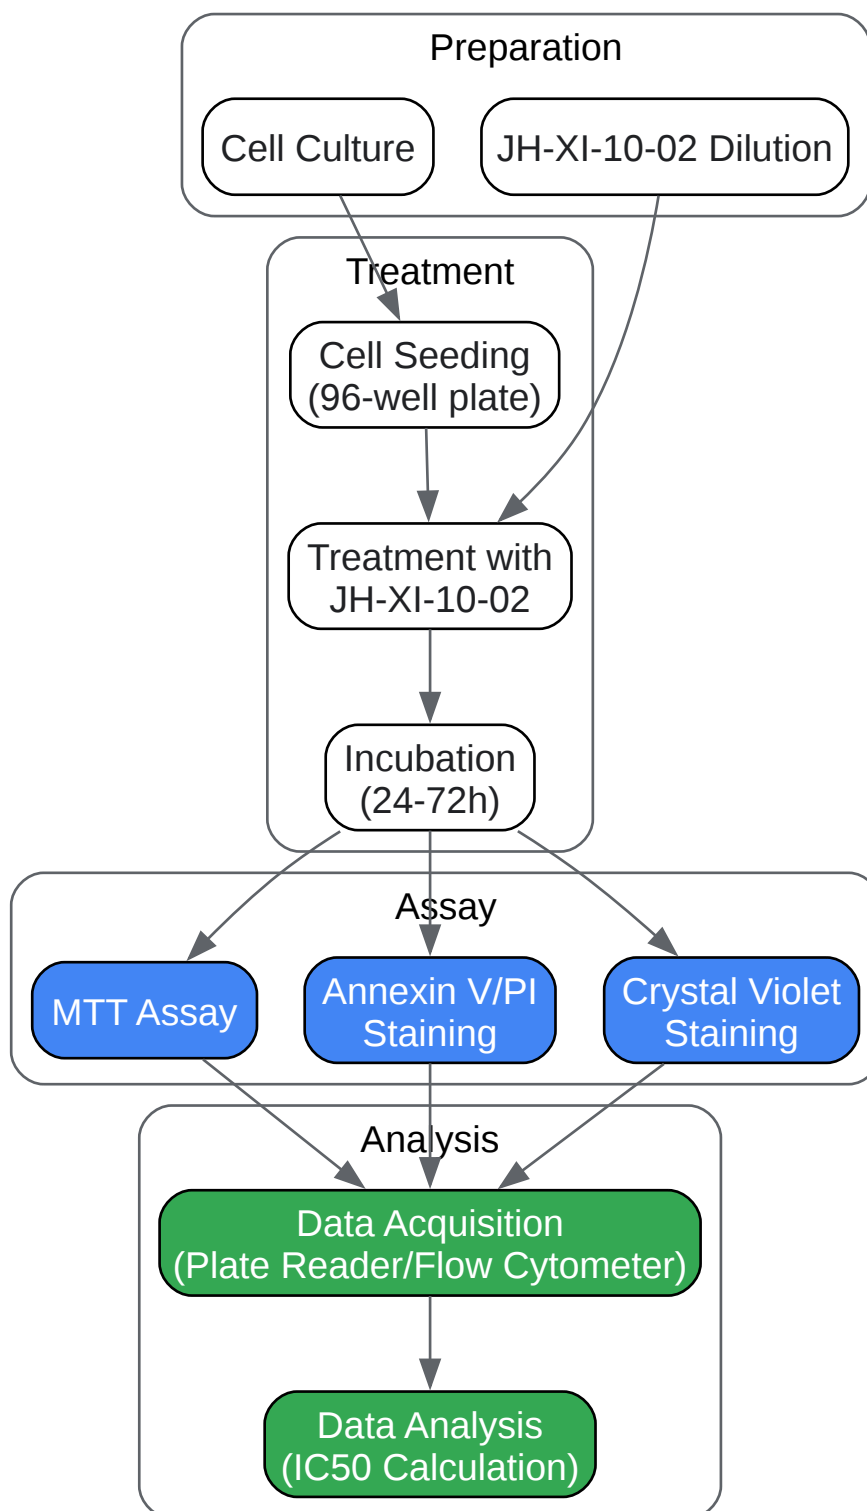 Preparation
Cell Culture
JH-XI-10-02 Dilution
Treatment
Cell Seeding
(96-well plate)
Treatment with
JH-XI-10-02
Incubation
(24-72h)
Assay
MTT Assay
Annexin V/PI
Staining
Crystal Violet
Staining
Analysis
Data Acquisition
(Plate Reader/Flow Cytometer)
Data Analysis
(IC50 Calculation)